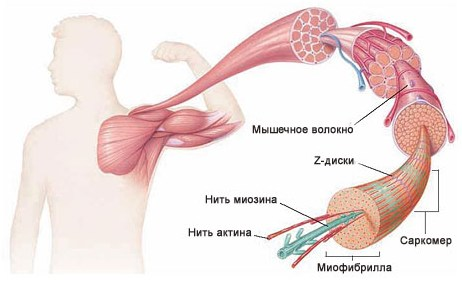 Мышечное волокно
Z-диски
Нить миозина
Нить актина
Саркомер
Миофибрилла